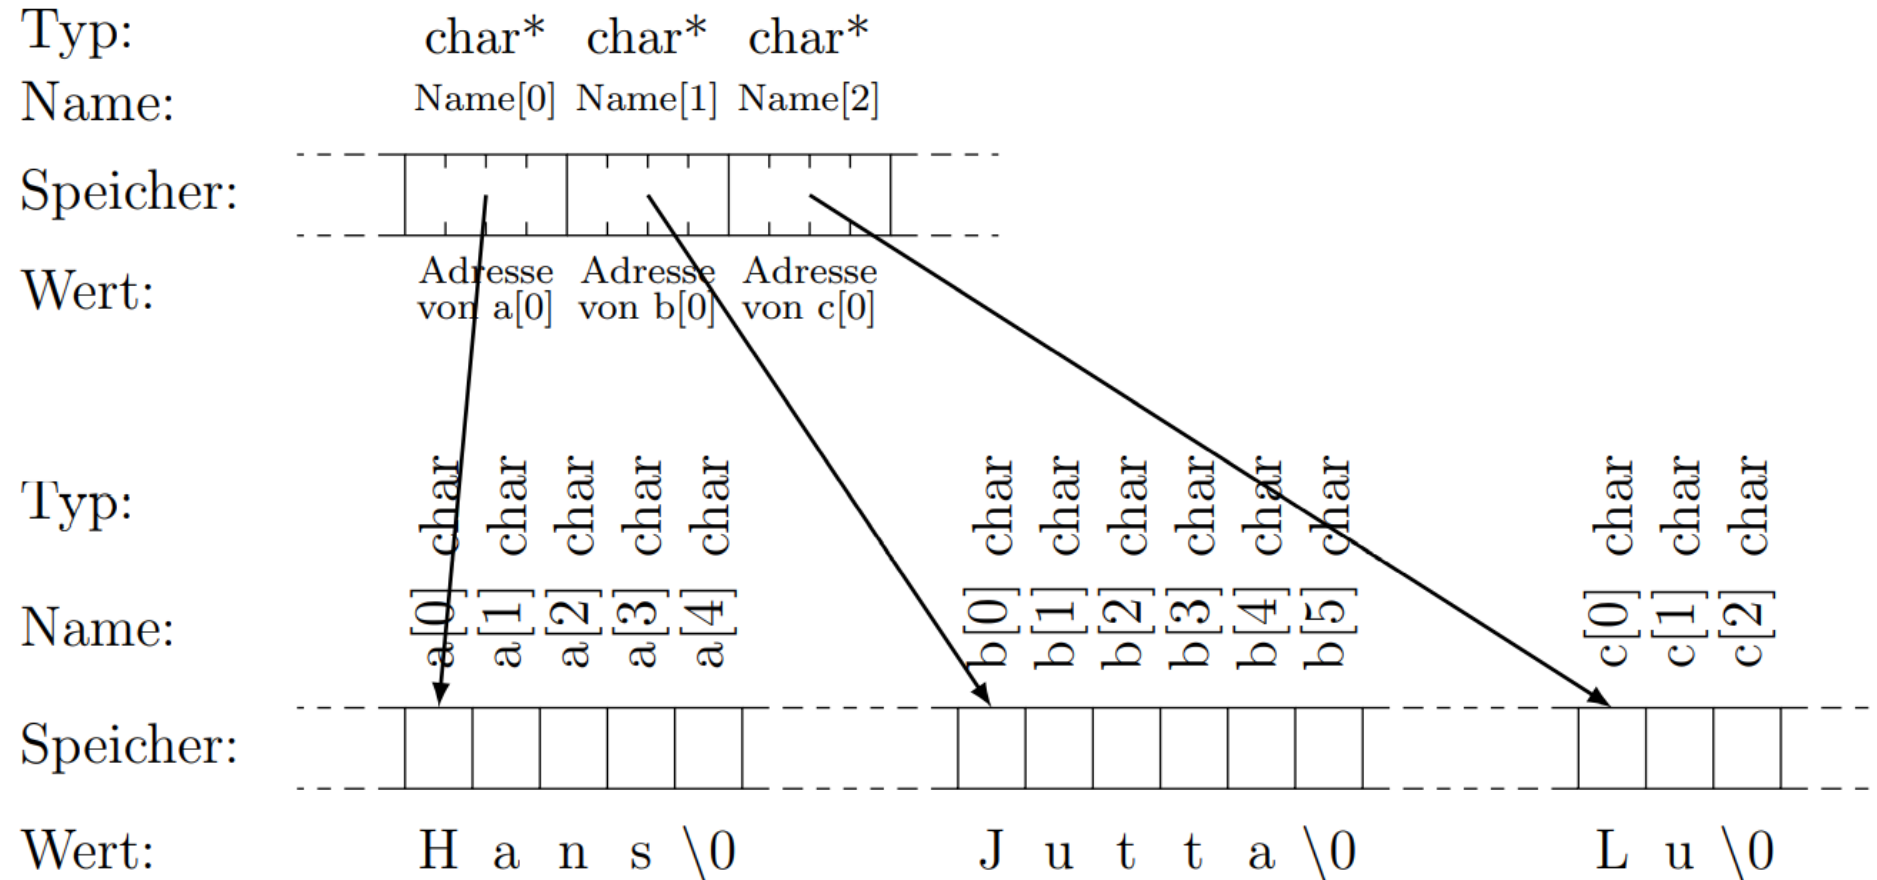 Typ: char* char* char*
Name: Name[0] Name[1] Name[2]
Speicher:
Wert: Adresse von a[0] Adresse von b[0] Adresse von c[0]
Typ: char char char char char char char char char char char char char char
Name: a[0] a[1] a[2] a[3] a[4] b[0] b[1] b[2] b[3] b[4] b[5] c[0] c[1] c[2]
Speicher:
Wert: H a n s \0 J u t t a \0 L u \0